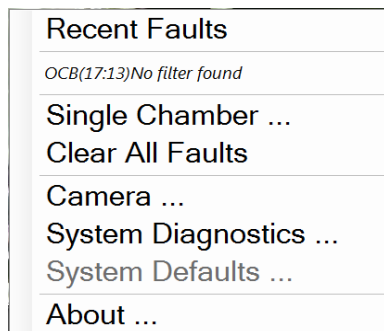 Recent Faults
OCB(17:13)No filter found
Single Chamber ...
Clear All Faults
Camera ...
System Diagnostics ...
System Defaults ...
About ...